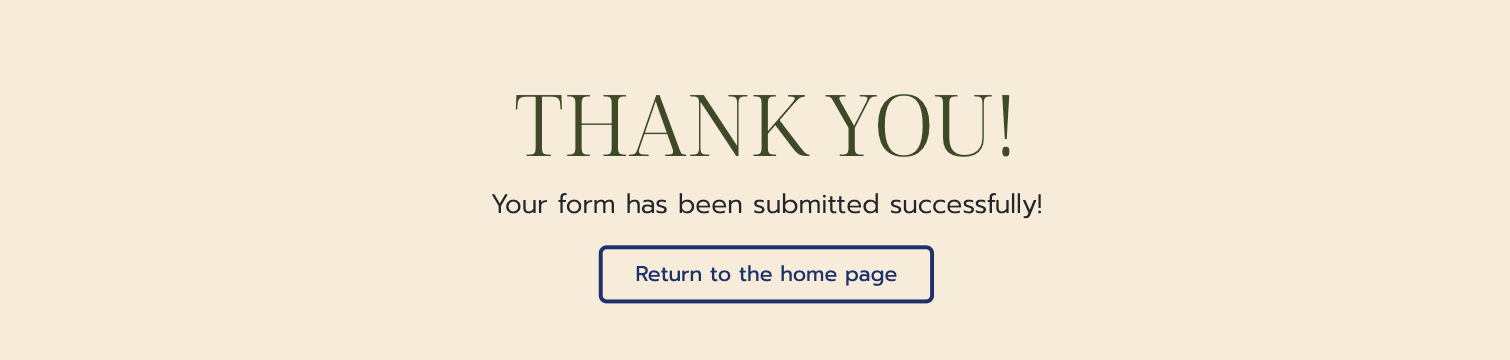 THANK YOU!
Your form has been submitted successfully!
Return to the home page